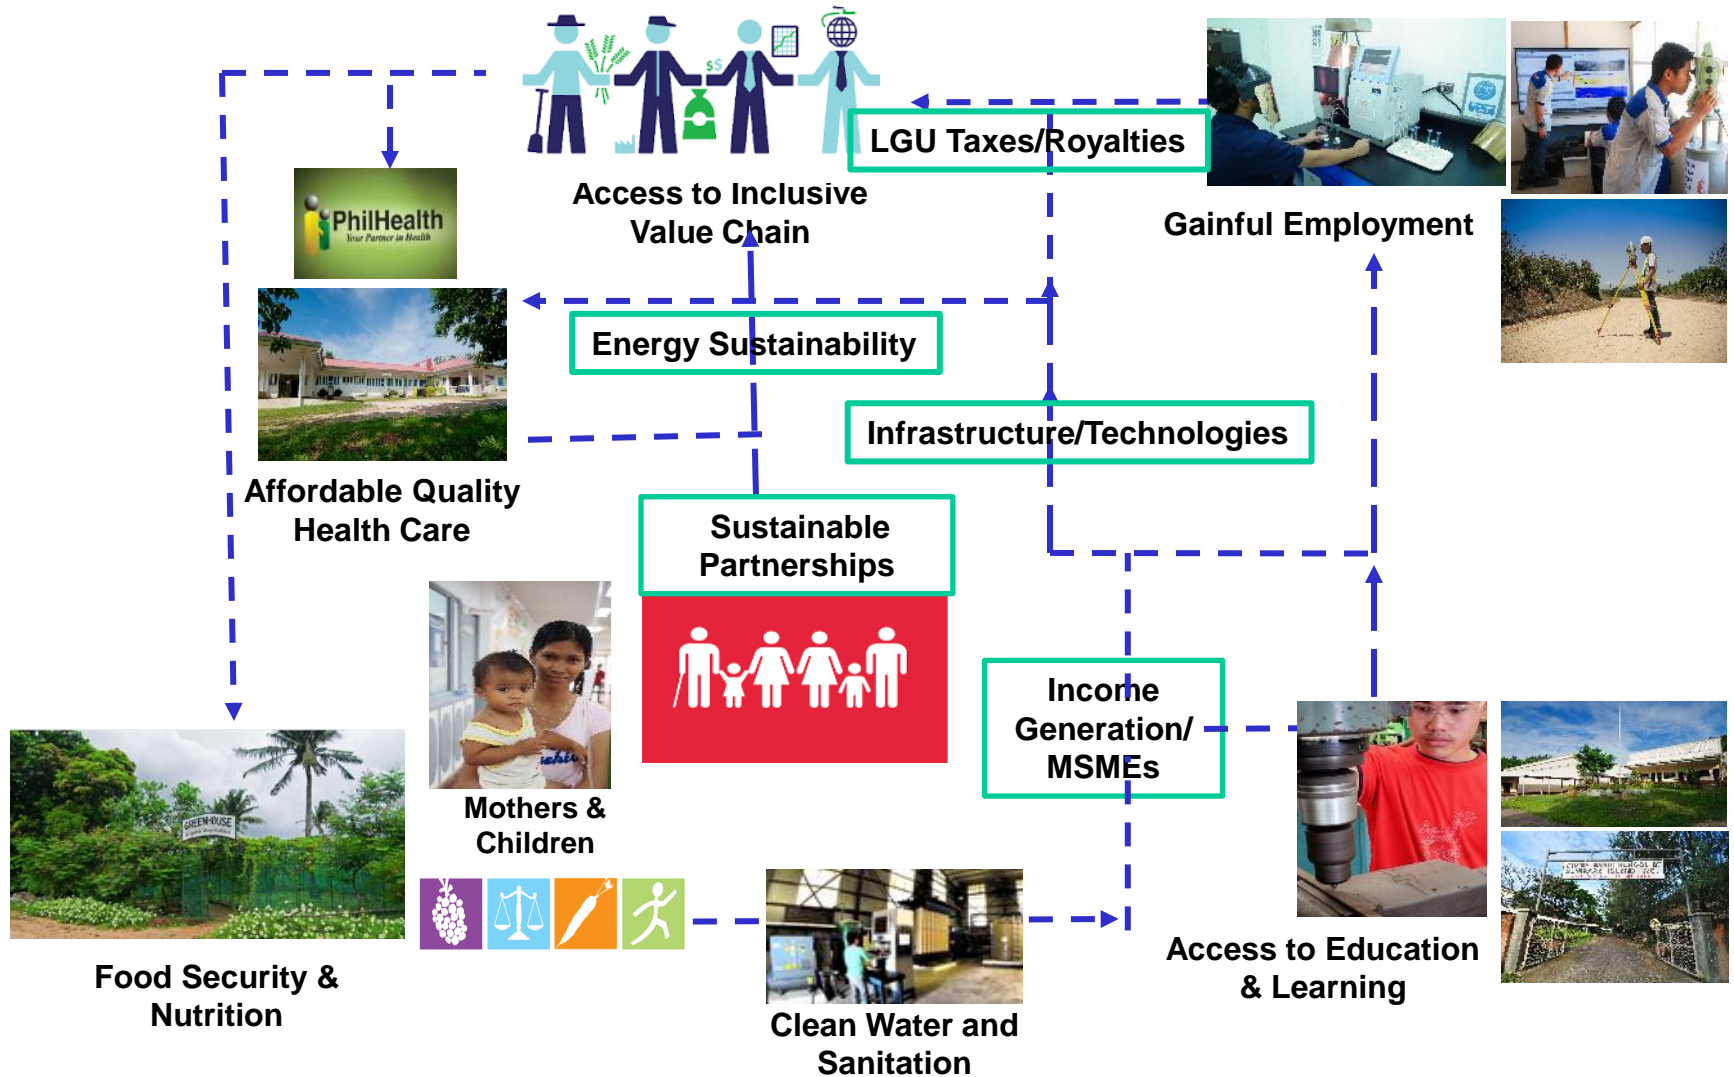 $$
LGU Taxes/Royalties
Access to Inclusive
Value Chain
Gainful Employment
PhilHealth
Your Partner in Health
Energy Sustainability
Infrastructure/Technologies
Affordable Quality
Health Care
Sustainable
Partnerships
Income
Generation/
MSMEs
Mothers &
Children
GREENHOUSE
Food Security &
Nutrition
Clean Water and
Sanitation
Access to Education
& Learning